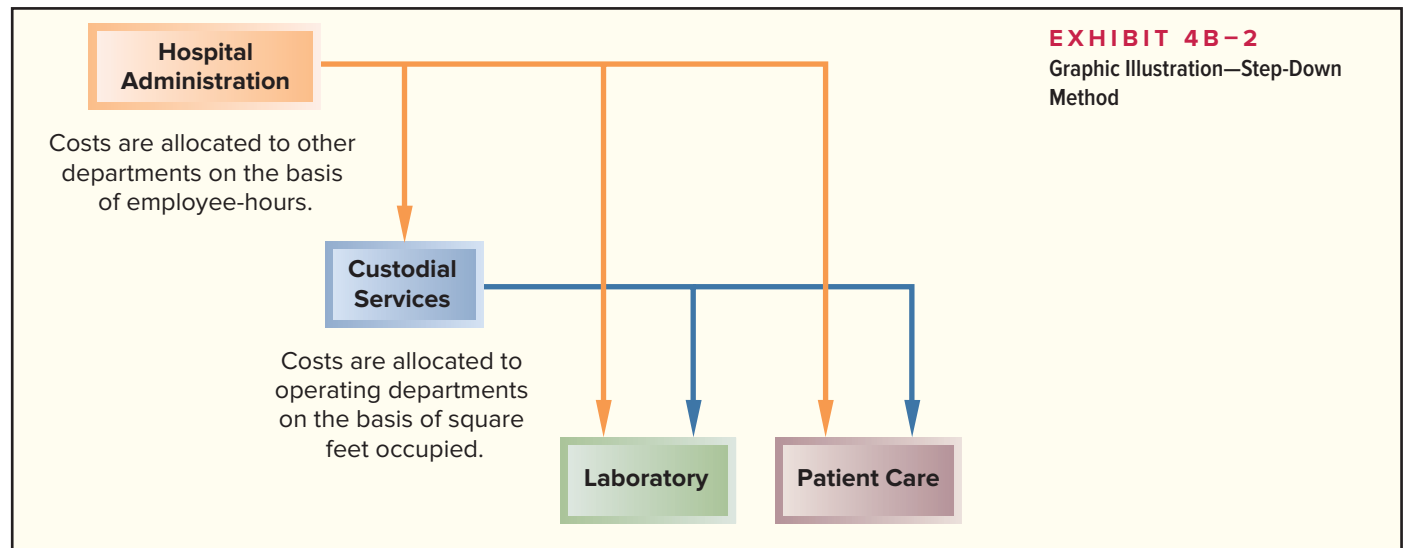 EXHIBIT 4B–2
Graphic Illustration—Step-Down
Method
Hospital
Administration
Costs are allocated to other
departments on the basis
of employee-hours.
Custodial
Services
Costs are allocated to
operating departments
on the basis of square
feet occupied.
Laboratory
Patient Care